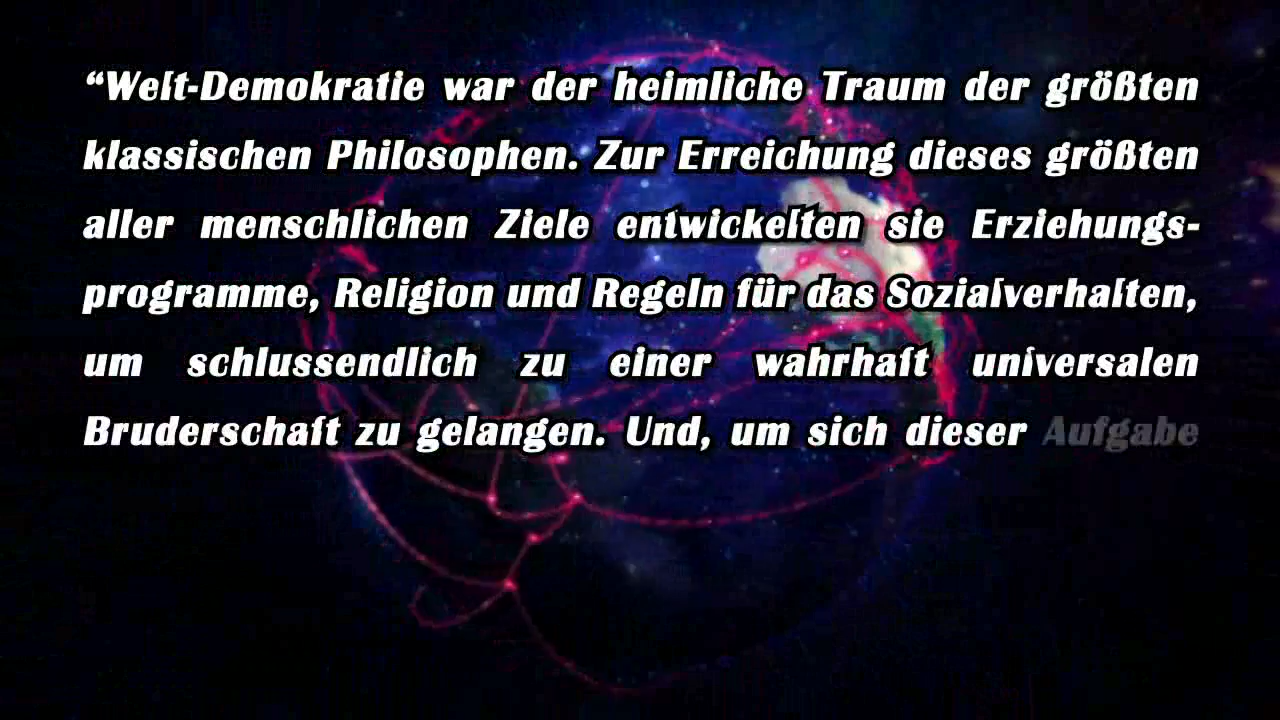 “Welt-Demokratie war der heimliche Traum der größten
klassischen Philosophen. Zur Erreichung dieses größten
aller menschlichen Ziele entwickelten sie Erziehungs-
programme, Religion und Regeln für das Sozialverhalten,
um schlussendlich zu einer wahrhaft universalen
Bruderschaft zu gelangen. Und, um sich dieser Aufgabe